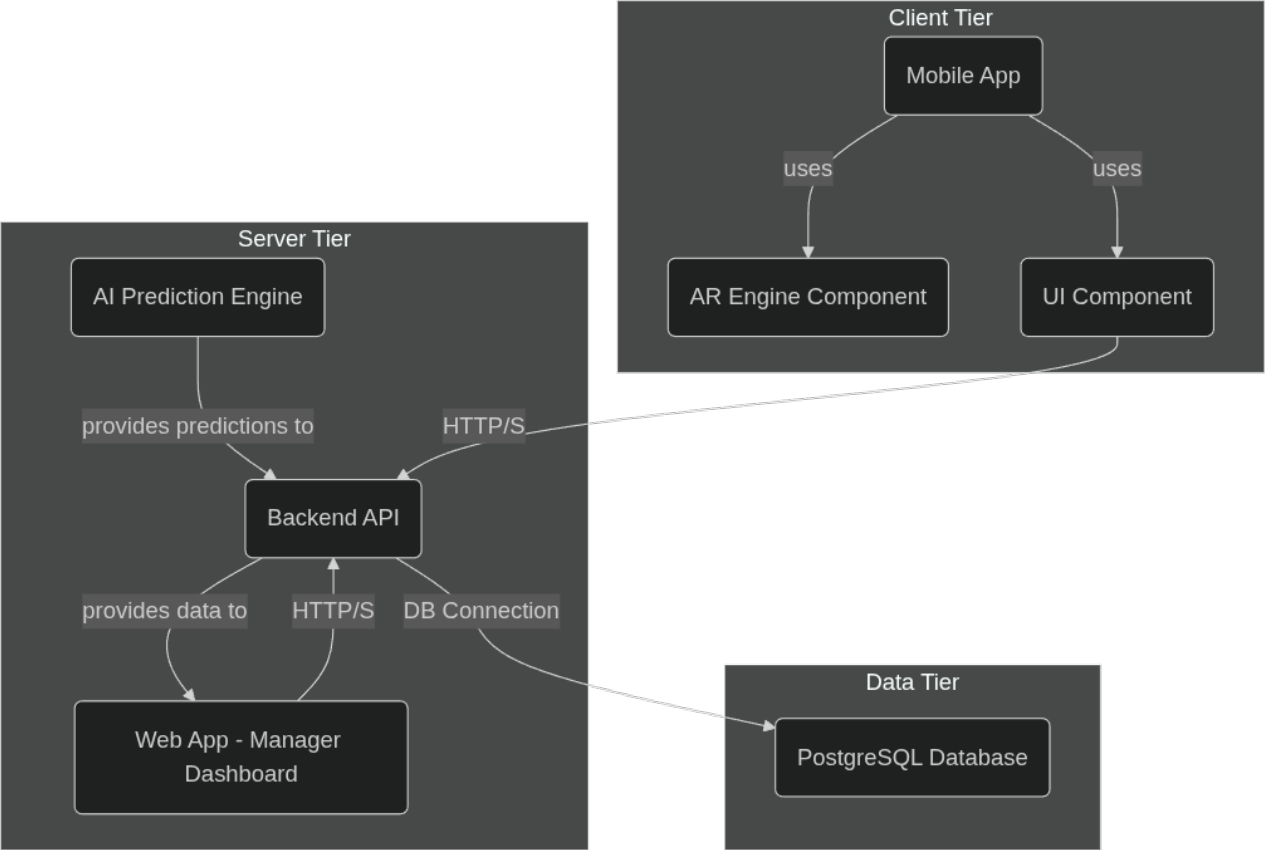 Client Tier
Mobile App
uses
uses
AR Engine Component
UI Component
Server Tier
AI Prediction Engine
provides predictions to
HTTP/S
Backend API
provides data to
HTTP/S
DB Connection
Web App - Manager
Dashboard
Data Tier
PostgreSQL Database